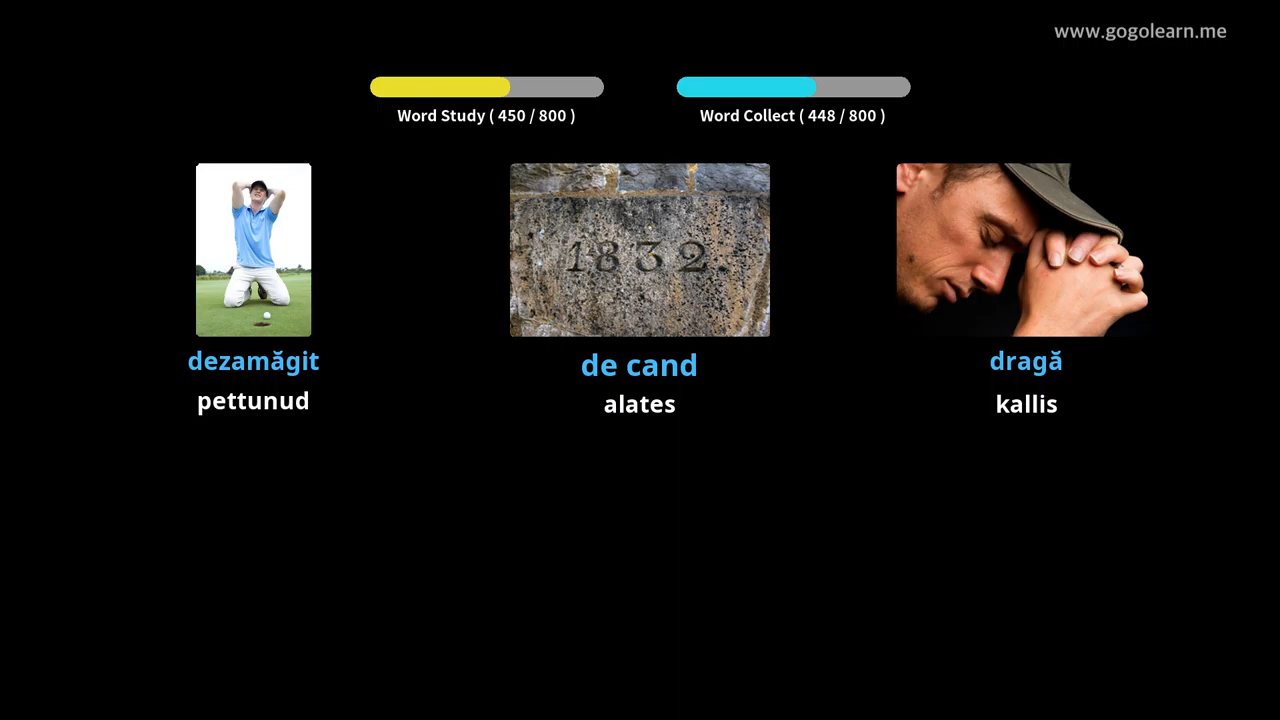 www.gogolearn.me
Word Study ( 450 / 800 )
Word Collect ( 448 / 800 )
1832.
dezamăgit
de cand
dragă
pettunud
alates
kallis